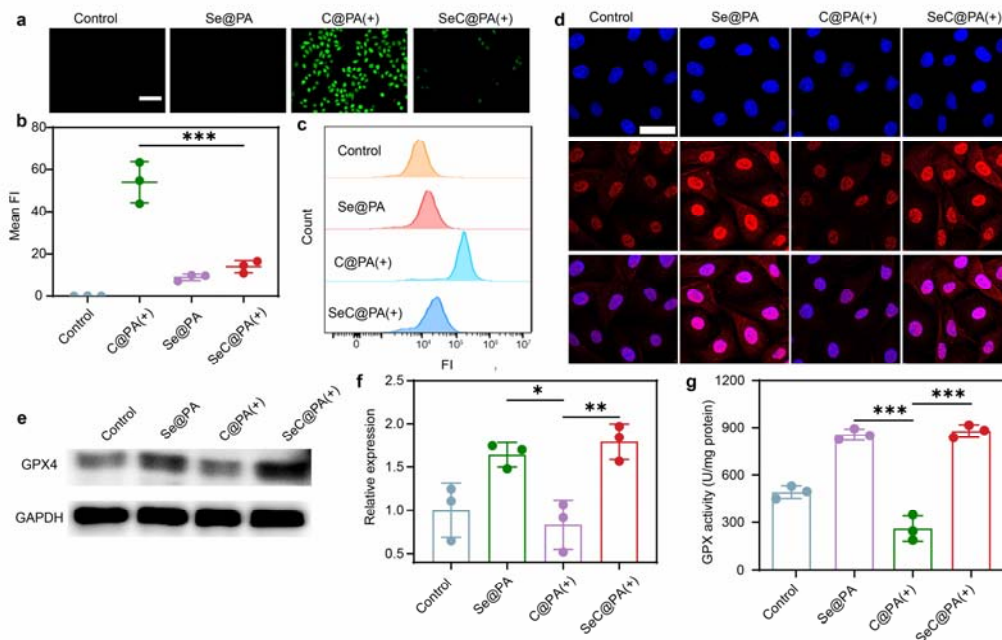 a
Control
Se@PA
C@PA(+)
SeC@PA(+)
b
80
60
40
20
0
Mean FI
***
Control
C@PA(+)
Se@PA
SeC@PA(+)
c
Control
Se@PA
C@PA(+)
SeC@PA(+)
Count
FI
d
Control
Se@PA
C@PA(+)
SeC@PA(+)
e
Control
Se@PA
C@PA(+)
SeC@PA(+)
GPX4
GAPDH
f
2.5
2.0
1.5
1.0
0.5
Relative expression
*
**
Control
Se@PA
C@PA(+)
SeC@PA(+)
g
1200
900
600
300
0
GPX activity (U/mg protein)
***
***
Control
Se@PA
C@PA(+)
SeC@PA(+)